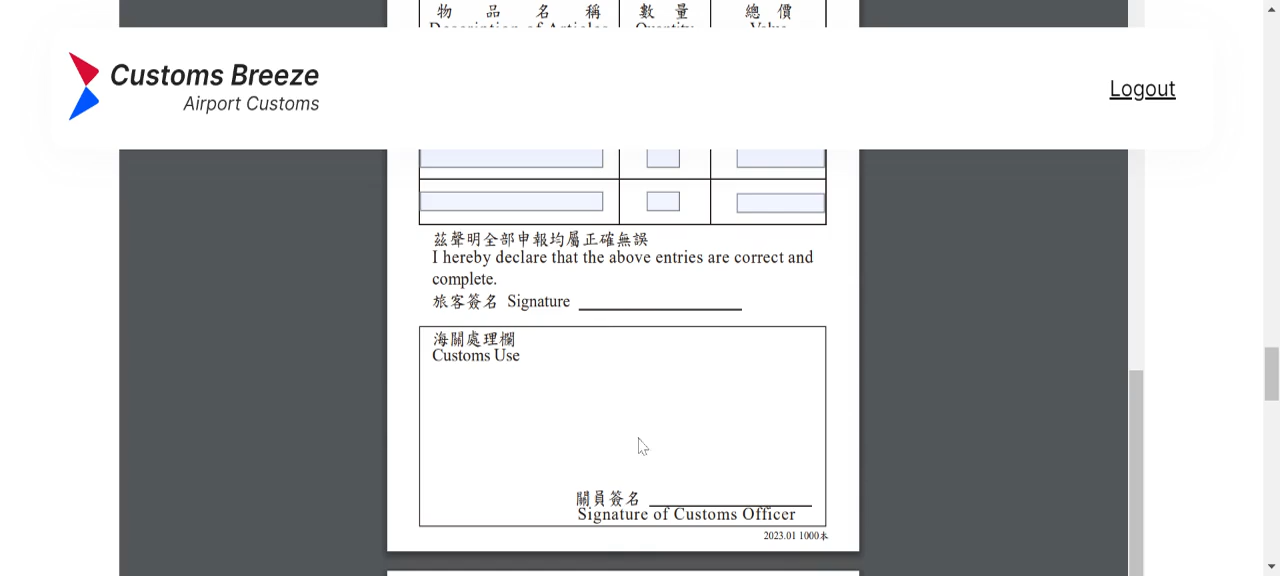 物 品 名 稱 數 量 總 價
Customs Breeze
Airport Customs
Logout
茲聲明全部申報均屬正確無誤
I hereby declare that the above entries are correct and
complete.
旅客簽名 Signature
海關處理欄
Customs Use
關員簽名
Signature of Customs Officer
2023.01 1000本